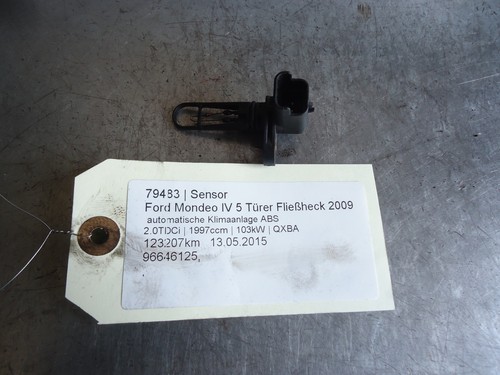 79483 | Sensor
Ford Mondeo IV 5 Türer Fließheck 2009
automatische Klimaanlage ABS
2.0TDCi | 1997ccm | 103kW | QXBA
123207km 13.05.2015
96646125,